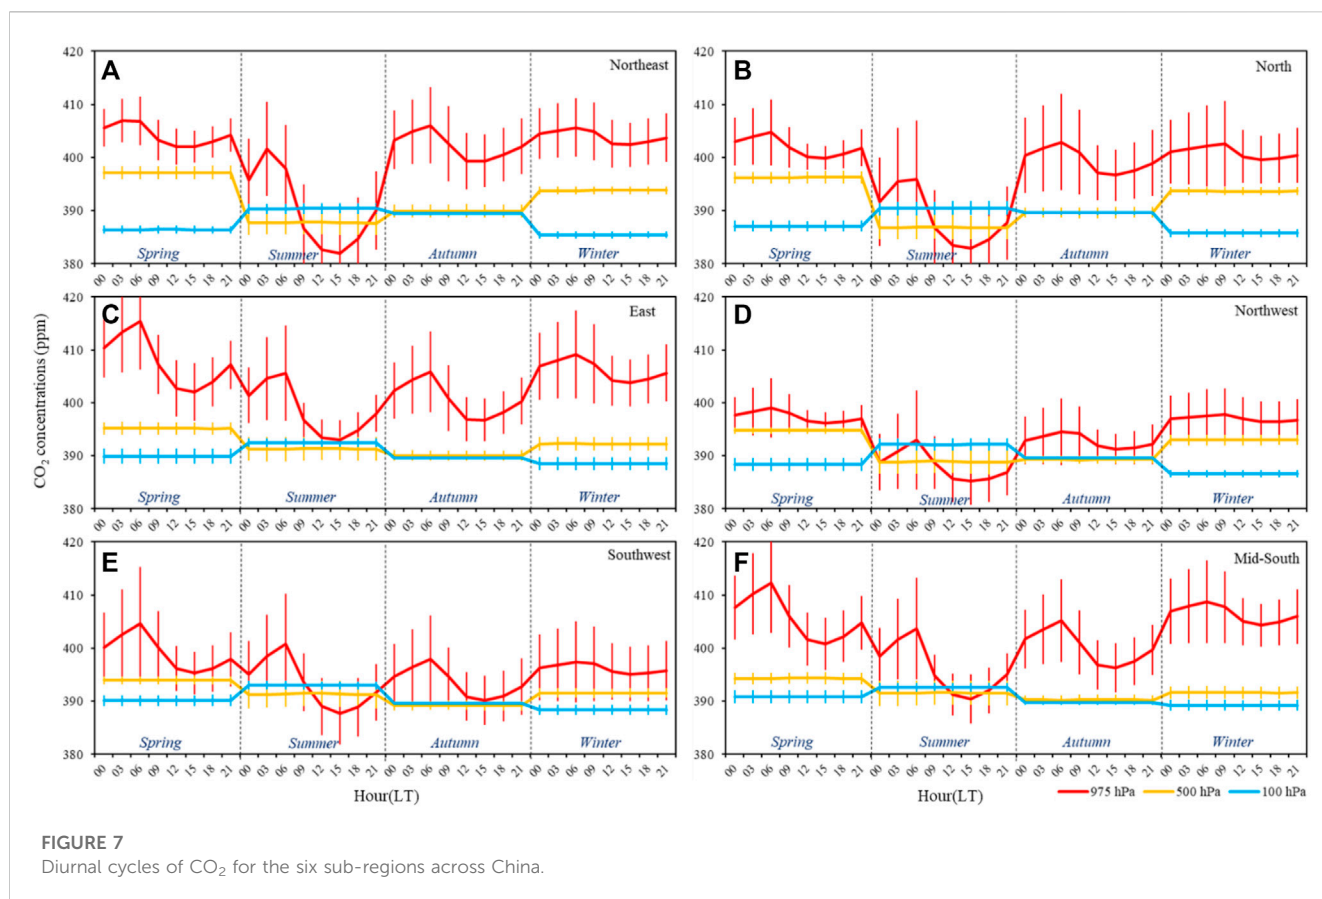 A
Northeast
420
410
400
390
380
Spring
Summer
Autumn
Winter
00 03 06 09 12 15 18 21 00 03 06 09 12 15 18 21 00 03 06 09 12 15 18 21 00 03 06 09 12 15 18 21
B
North
420
410
400
390
380
Spring
Summer
Autumn
Winter
00 03 06 09 12 15 18 21 00 03 06 09 12 15 18 21 00 03 06 09 12 15 18 21 00 03 06 09 12 15 18 21
CO₂ concentrations (ppm)
C
East
420
410
400
390
380
Spring
Summer
Autumn
Winter
00 03 06 09 12 15 18 21 00 03 06 09 12 15 18 21 00 03 06 09 12 15 18 21 00 03 06 09 12 15 18 21
D
Northwest
420
410
400
390
380
Spring
Summer
Autumn
Winter
00 03 06 09 12 15 18 21 00 03 06 09 12 15 18 21 00 03 06 09 12 15 18 21 00 03 06 09 12 15 18 21
E
Southwest
420
410
400
390
380
Spring
Summer
Autumn
Winter
00 03 06 09 12 15 18 21 00 03 06 09 12 15 18 21 00 03 06 09 12 15 18 21 00 03 06 09 12 15 18 21
Hour(LT)
F
Mid-South
420
410
400
390
380
Spring
Summer
Autumn
Winter
00 03 06 09 12 15 18 21 00 03 06 09 12 15 18 21 00 03 06 09 12 15 18 21 00 03 06 09 12 15 18 21
Hour(LT)
975 hPa 500 hPa 100 hPa
FIGURE 7
Diurnal cycles of CO₂ for the six sub-regions across China.